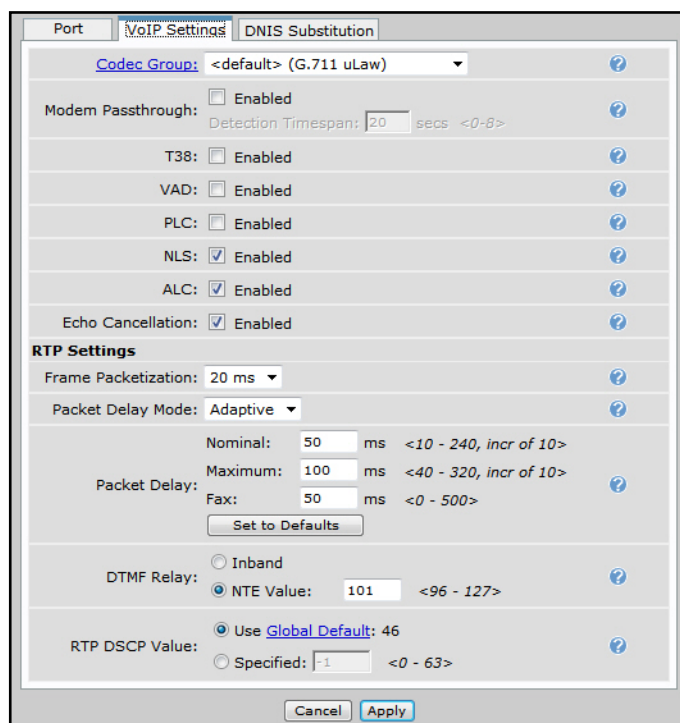 Port VoIP Settings DNIS Substitution
Codec Group: <default> (G.711 uLaw) ?
Modem Passthrough: Enabled ?
Detection Timespan: 20 secs <0-8>
T38: Enabled ?
VAD: Enabled ?
PLC: Enabled ?
NLS: Enabled ?
ALC: Enabled ?
Echo Cancellation: Enabled ?
RTP Settings
Frame Packetization: 20 ms ?
Packet Delay Mode: Adaptive ?
Packet Delay: ?
Nominal: 50 ms <10 - 240, incr of 10>
Maximum: 100 ms <40 - 320, incr of 10>
Fax: 50 ms <0 - 500>
Set to Defaults
DTMF Relay: ?
Inband
NTE Value: 101 <96 - 127>
RTP DSCP Value: ?
Use Global Default: 46
Specified: -1 <0 - 63>
Cancel Apply